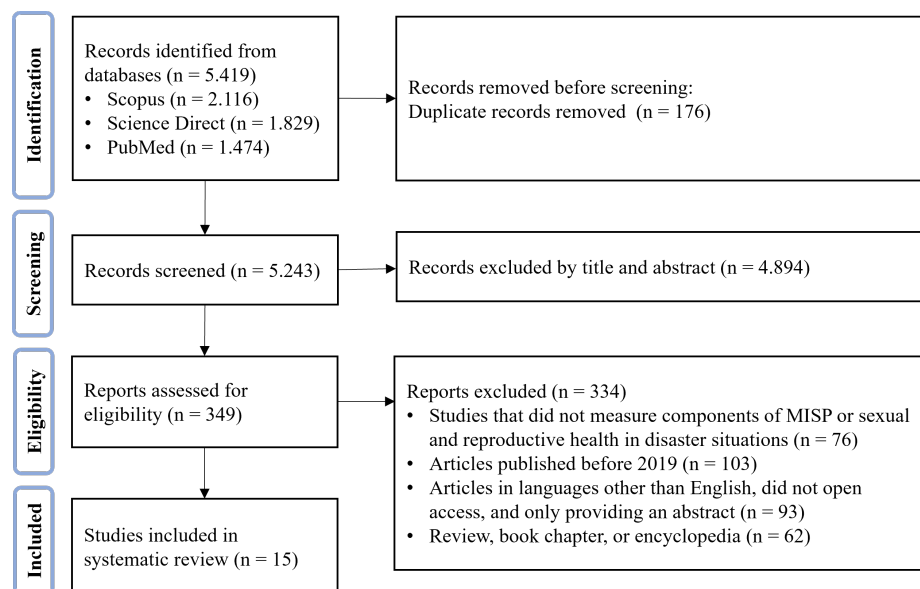 Identification
Records identified from
databases (n = 5.419)
• Scopus (n = 2.116)
• Science Direct (n = 1.829)
• PubMed (n = 1.474)
Records removed before screening:
Duplicate records removed (n = 176)
Screening
Records screened (n = 5.243)
Records excluded by title and abstract (n = 4.894)
Eligibility
Reports assessed for
eligibility (n = 349)
Reports excluded (n = 334)
• Studies that did not measure components of MISP or sexual
and reproductive health in disaster situations (n = 76)
• Articles published before 2019 (n = 103)
• Articles in languages other than English, did not open
access, and only providing an abstract (n = 93)
• Review, book chapter, or encyclopedia (n = 62)
Included
Studies included in
systematic review (n = 15)